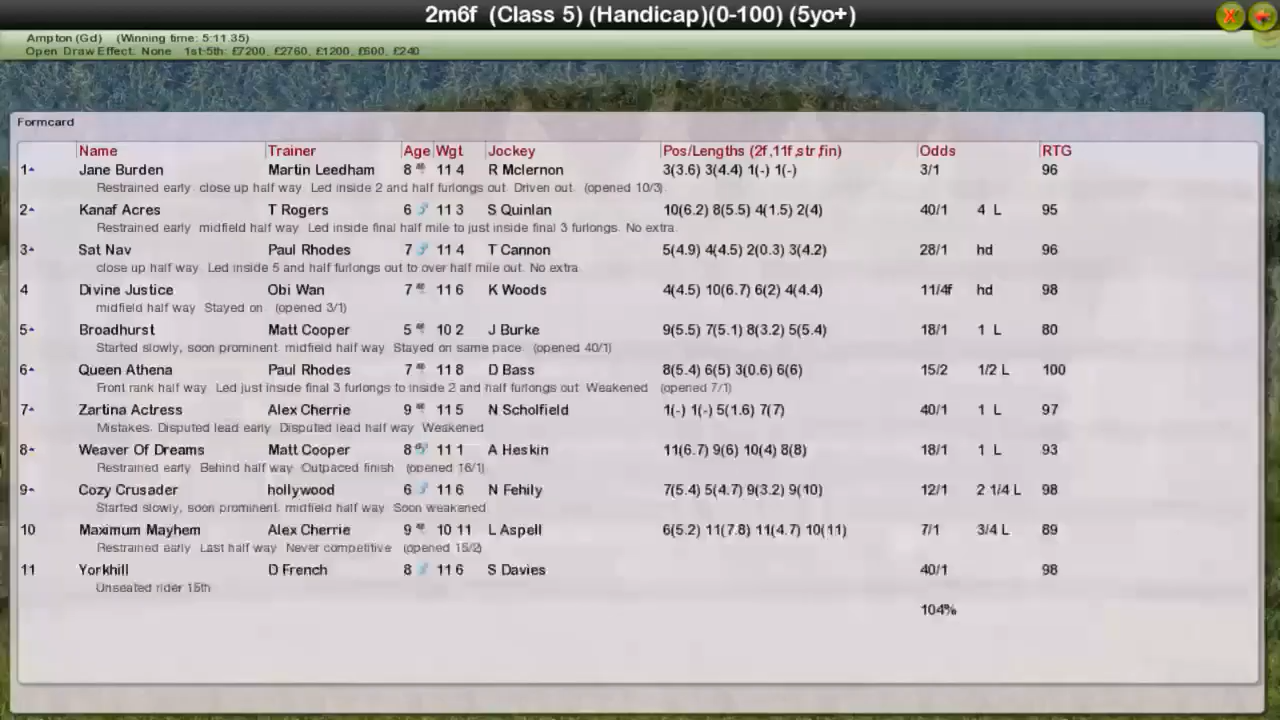 2m6f (Class 5) (Handicap)(0-100) (5yo+)
Ampton (Gd) (Winning time: 5:11.35)
Open Draw Effect. None 1st-5th: £7200, £2760, £1200, £600, £240
Formcard
Name Trainer Age Wgt Jockey Pos/Lengths (2f,11f,str,fin) Odds RTG
1 Jane Burden Martin Leedham 8 11 4 R Mclernon 3(3.6) 3(4.4) 1(-) 1(-) 3/1 96
Restrained early close up half way Led inside 2 and half furlongs out Driven out (opened 10/3)
2 Kanaf Acres T Rogers 6 11 3 S Quinlan 10(6.2) 8(5.5) 4(1.5) 2(4) 40/1 4 L 95
Restrained early midfield half way Led inside final half mile to just inside final 3 furlongs. No extra
3 Sat Nav Paul Rhodes 7 11 4 T Cannon 5(4.9) 4(4.5) 2(0.3) 3(4.2) 28/1 hd 96
close up half way Led inside 5 and half furlongs out to over half mile out. No extra
4 Divine Justice Obi Wan 7 11 6 K Woods 4(4.5) 10(6.7) 6(2) 4(4.4) 11/4f hd 98
midfield half way Stayed on (opened 3/1)
5 Broadhurst Matt Cooper 5 10 2 J Burke 9(5.5) 7(5.1) 8(3.2) 5(5.4) 18/1 1 L 80
Started slowly, soon prominent midfield half way Stayed on same pace (opened 40/1)
6 Queen Athena Paul Rhodes 7 11 8 D Bass 8(5.4) 6(5) 3(0.6) 6(6) 15/2 1/2 L 100
Front rank half way Led just inside final 3 furlongs to inside 2 and half furlongs out Weakened (opened 7/1)
7 Zartina Actress Alex Cherrie 9 11 5 N Scholfield 1(-) 1(-) 5(1.6) 7(7) 40/1 1 L 97
Mistakes. Disputed lead early Disputed lead half way Weakened
8 Weaver Of Dreams Matt Cooper 8 11 1 A Heskin 11(6.7) 9(6) 10(4) 8(8) 18/1 1 L 93
Restrained early Behind half way Outpaced finish (opened 16/1)
9 Cozy Crusader hollywood 6 11 6 N Fehily 7(5.4) 5(4.7) 9(3.2) 9(10) 12/1 2 1/4 L 98
Started slowly, soon prominent midfield half way Soon weakened
10 Maximum Mayhem Alex Cherrie 9 10 11 L Aspell 6(5.2) 11(7.8) 11(4.7) 10(11) 7/1 3/4 L 89
Restrained early Last half way Never competitive (opened 15/2)
11 Yorkhill D French 8 11 6 S Davies 40/1 98
Unseated rider 15th
104%